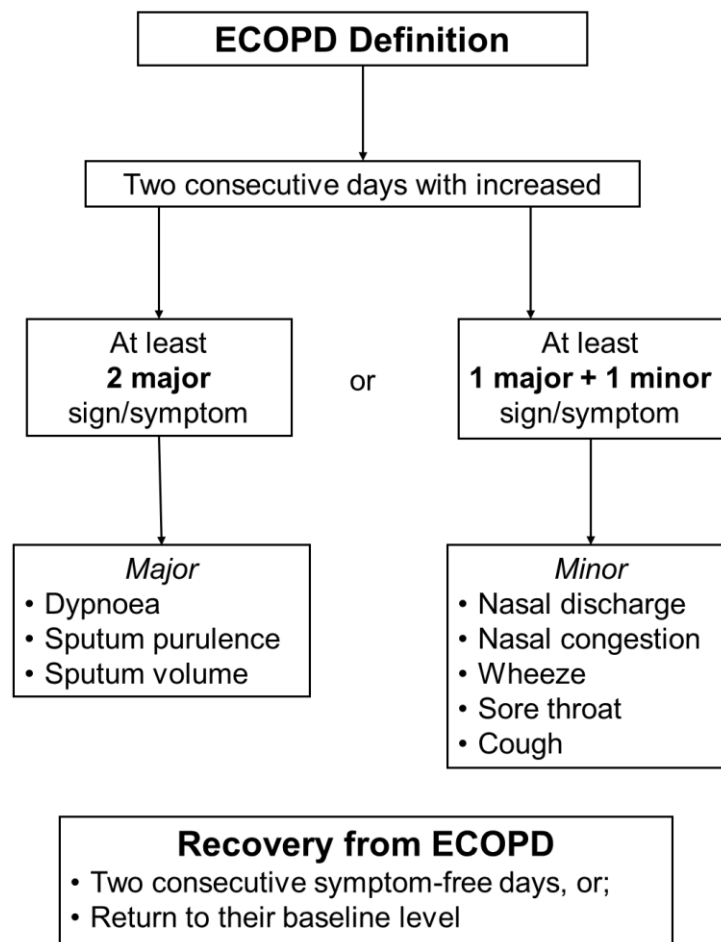 ECOPD Definition
Two consecutive days with increased
At least
2 major
sign/symptom
or
At least
1 major + 1 minor
sign/symptom
Major
• Dypnoea
• Sputum purulence
• Sputum volume
Minor
• Nasal discharge
• Nasal congestion
• Wheeze
• Sore throat
• Cough
Recovery from ECOPD
• Two consecutive symptom-free days, or;
• Return to their baseline level